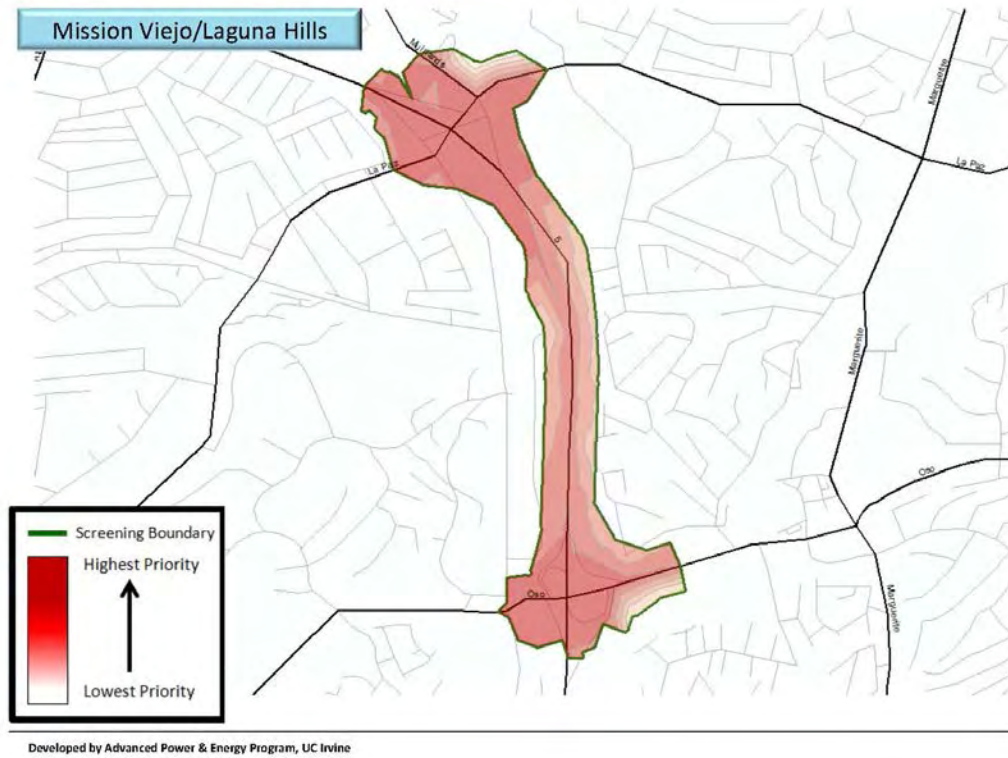 Mission Viejo/Laguna Hills
Muirlands
Marguerite
La Paz
La Paz
5
Marguerite
Oso
Screening Boundary
Highest Priority
Lowest Priority
Oso
Marguerite
Developed by Advanced Power & Energy Program, UC Irvine